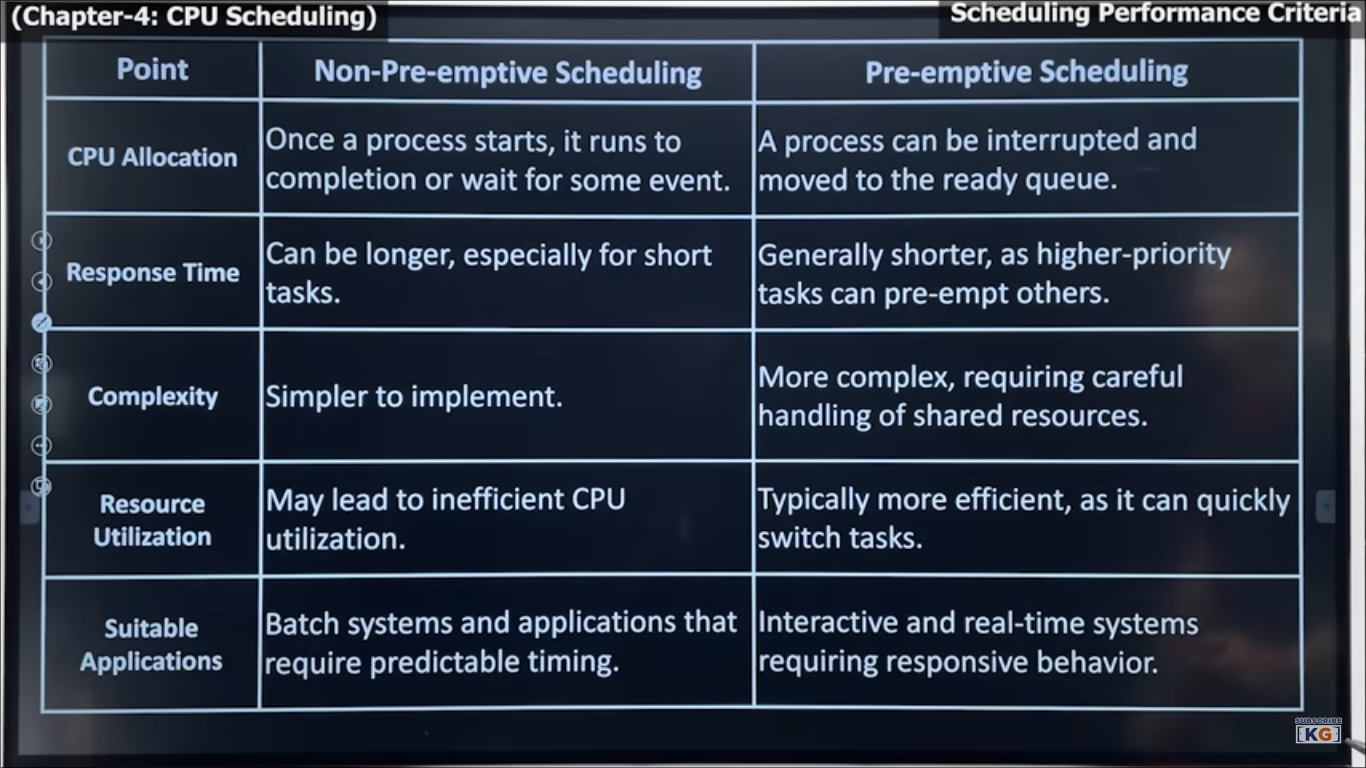 (Chapter-4: CPU Scheduling)
Scheduling Performance Criteria
Point
Non-Pre-emptive Scheduling
Pre-emptive Scheduling
CPU Allocation
Once a process starts, it runs to
completion or wait for some event.
A process can be interrupted and
moved to the ready queue.
Response Time
Can be longer, especially for short
tasks.
Generally shorter, as higher-priority
tasks can pre-empt others.
Complexity
Simpler to implement.
More complex, requiring careful
handling of shared resources.
Resource
Utilization
May lead to inefficient CPU
utilization.
Typically more efficient, as it can quickly
switch tasks.
Suitable
Applications
Batch systems and applications that
require predictable timing.
Interactive and real-time systems
requiring responsive behavior.
SUBSCRIBE
[KG]